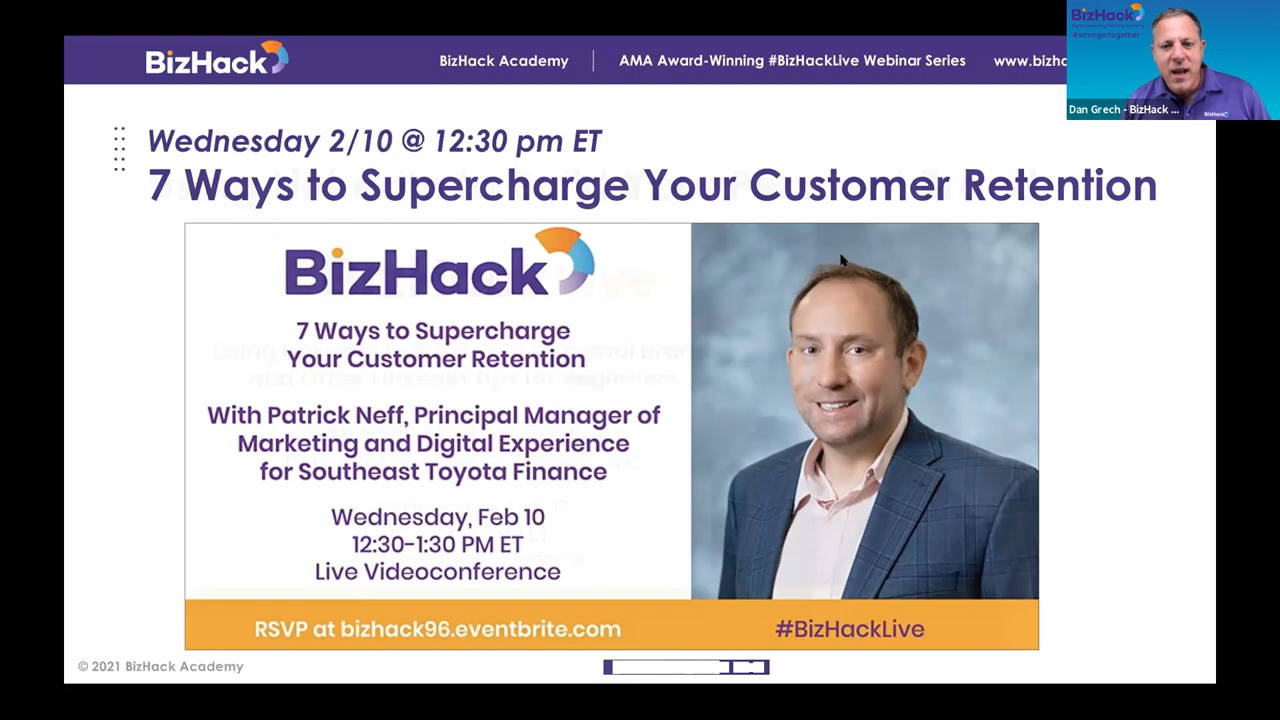 BizHack
BizHack Academy
AMA Award-Winning #BizHackLive Webinar Series
BizHack
#strongertogether
Dan Grech - BizHack ...
BizHack
Wednesday 2/10 @ 12:30 pm ET
7 Ways to Supercharge Your Customer Retention
BizHack
7 Ways to Supercharge
Your Customer Retention
With Patrick Neff, Principal Manager of
Marketing and Digital Experience
for Southeast Toyota Finance
Wednesday, Feb 10
12:30-1:30 PM ET
Live Videoconference
RSVP at bizhack96.eventbrite.com
#BizHackLive
© 2021 BizHack Academy